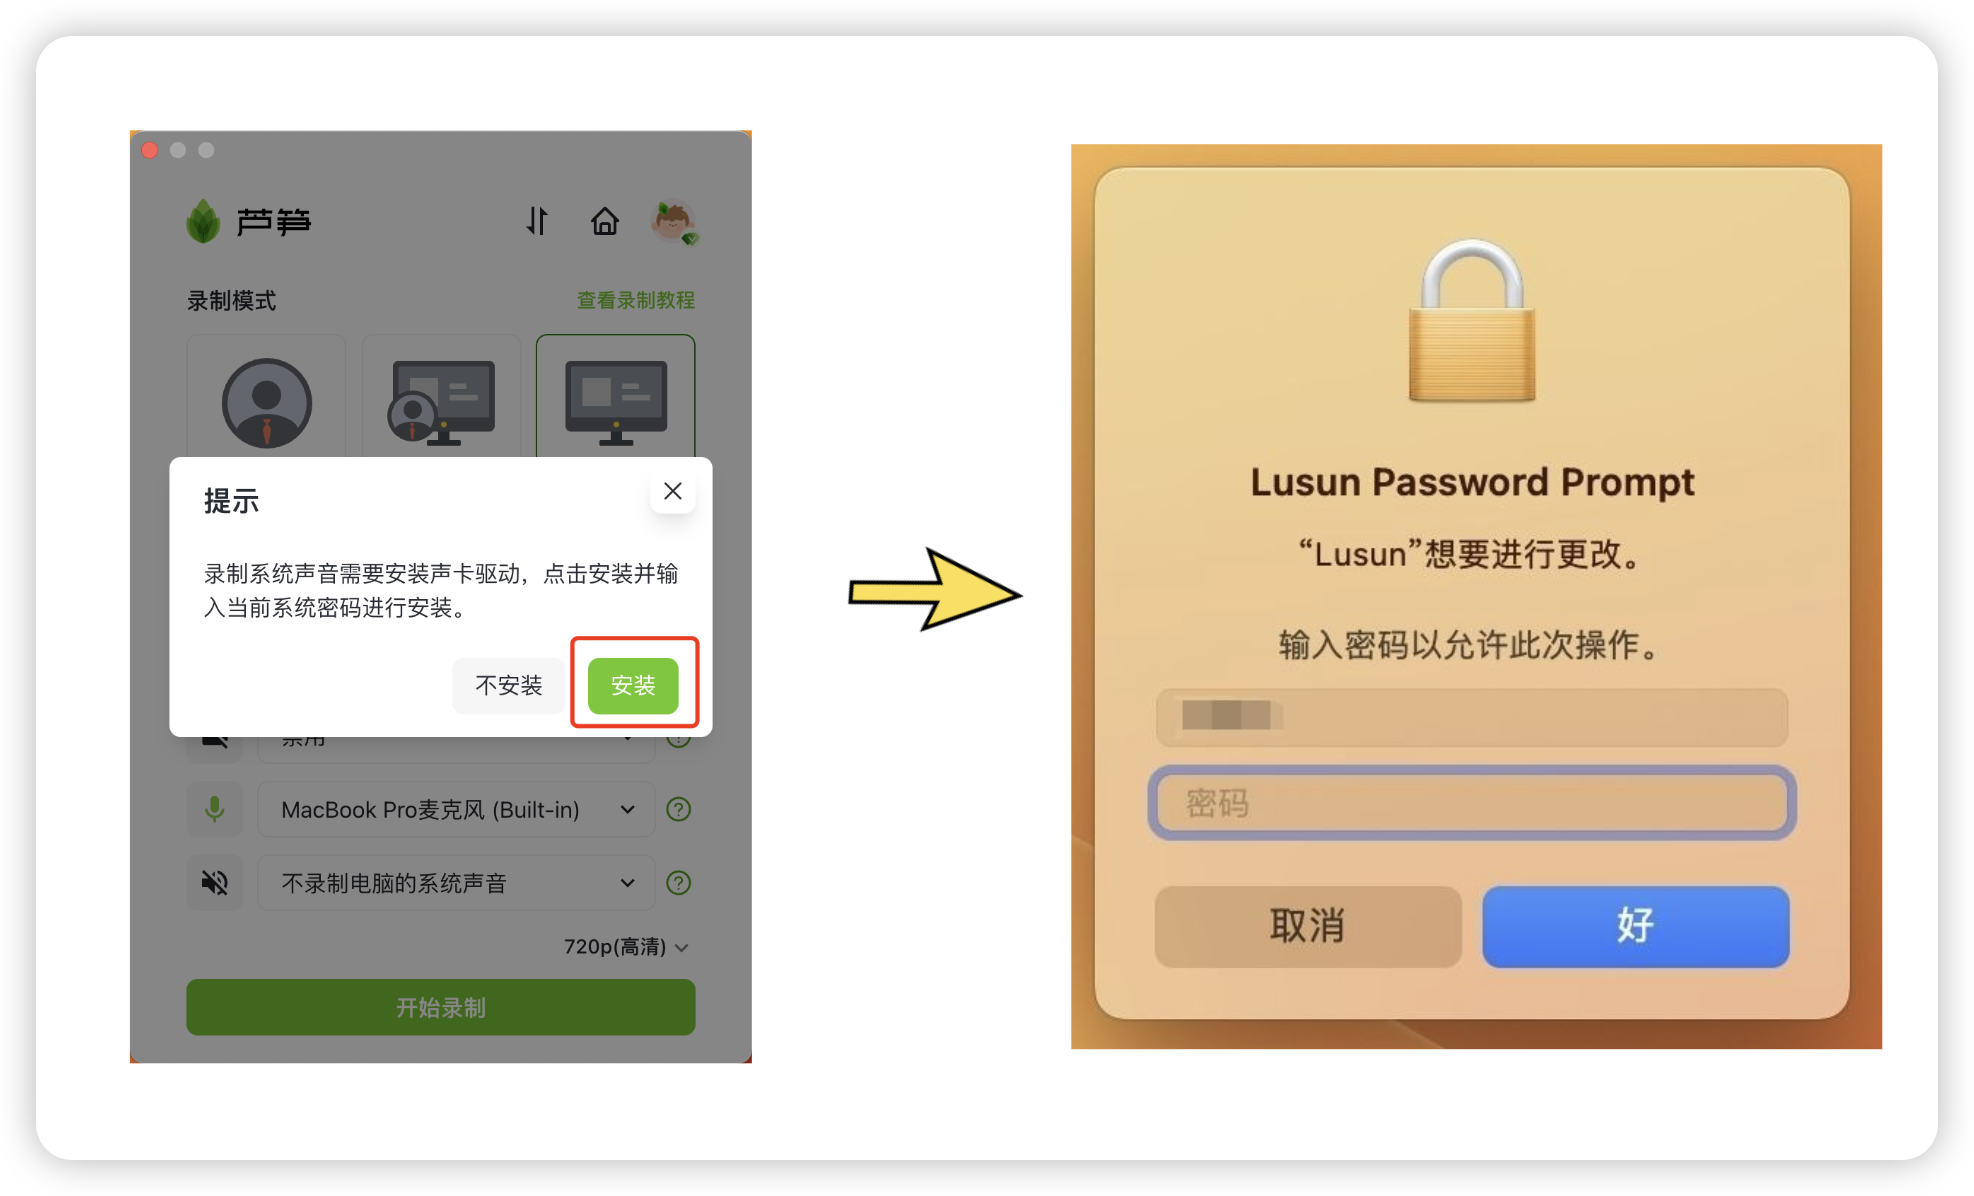 芦笋
录制模式
查看录制教程
提示
录制系统声音需要安装声卡驱动，点击安装并输
入当前系统密码进行安装。
不安装
安装
禁用
MacBook Pro麦克风 (Built-in)
不录制电脑的系统声音
720p(高清)
开始录制
Lusun Password Prompt
“Lusun”想要进行更改。
输入密码以允许此次操作。
密码
取消
好